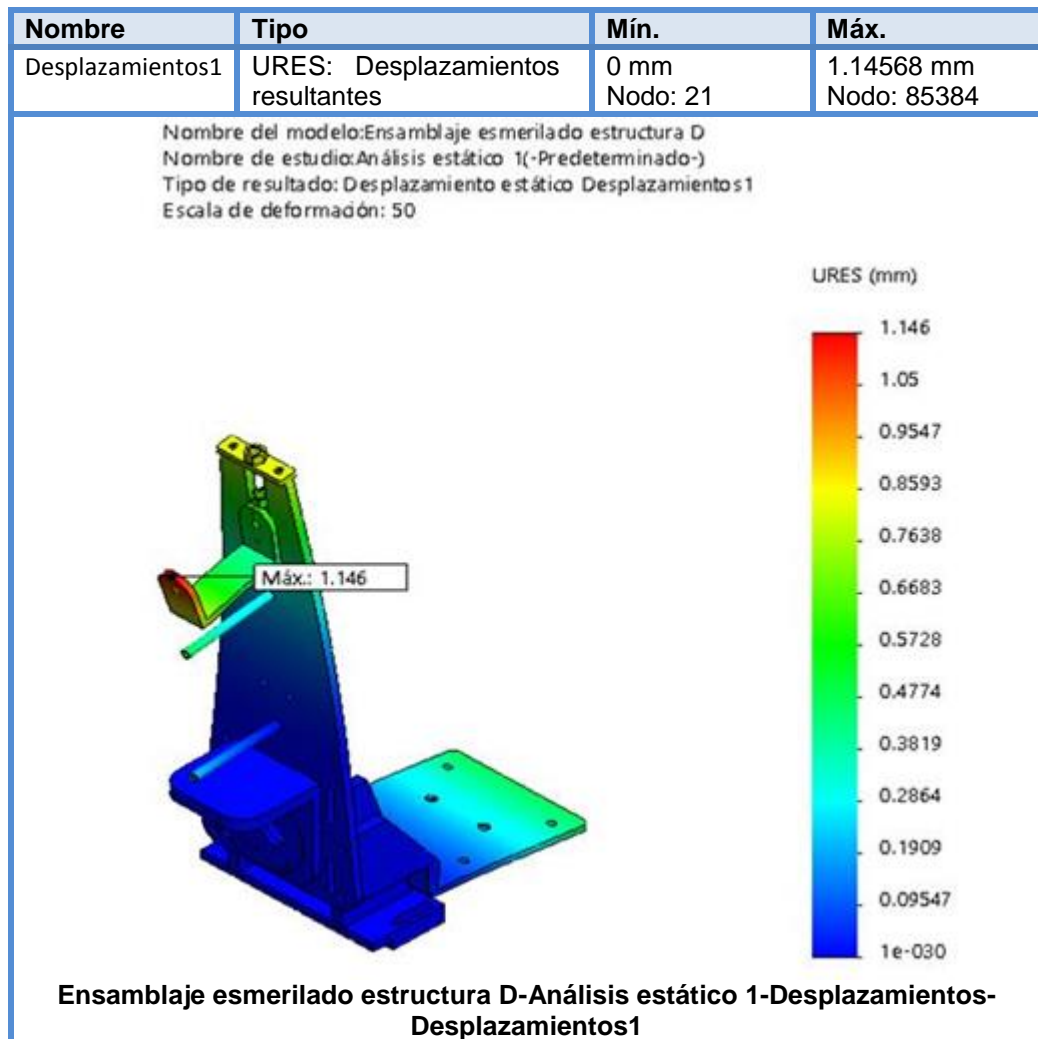 Nombre Tipo Mín. Máx.
Desplazamientos1 URES: Desplazamientos 0 mm 1.14568 mm
resultantes Nodo: 21 Nodo: 85384
Nombre del modelo:Ensamblaje esmerilado estructura D
Nombre de estudio:Análisis estático 1(-Predeterminado-)
Tipo de resultado: Desplazamiento estático Desplazamientos1
Escala de deformación: 50
URES (mm)
1.146
1.05
0.9547
0.8593
0.7638
0.6683
0.5728
0.4774
0.3819
0.2864
0.1909
0.09547
1e-030
Máx.: 1.146
Ensamblaje esmerilado estructura D-Análisis estático 1-Desplazamientos-
Desplazamientos1